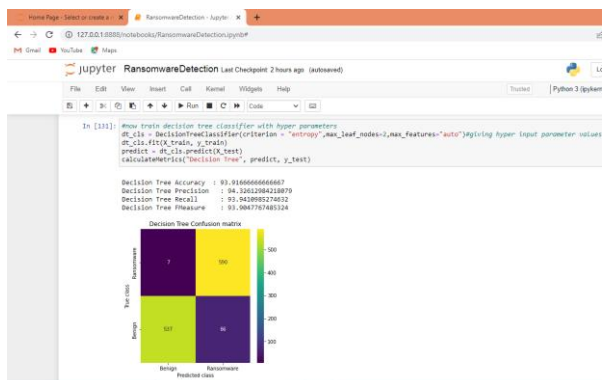 Home Page - Select or create a n
RansomwareDetection - Jupyter
127.0.0.1:8888/notebooks/RansomwareDetection.ipynb#
Gmail YouTube Maps
jupyter RansomwareDetection Last Checkpoint 2 hours ago (autosaved)
File Edit View Insert Cell Kernel Widgets Help Trusted Python 3 (ipykern
Run Code
In [131]: #now train decision tree classifier with hyper parameters
dt_cls = DecisionTreeClassifier(criterion = "entropy",max_leaf_nodes=2,max_features="auto")#giving hyper input parameter values
dt_cls.fit(X_train, y_train)
predict = dt_cls.predict(X_test)
calculateMetrics("Decision Tree", predict, y_test)
Decision Tree Accuracy : 93.91666666666667
Decision Tree Precision : 94.32612984218079
Decision Tree Recall : 93.9410985274632
Decision Tree FMeasure : 93.9047767485324
Decision Tree Confusion matrix
Ransomware
Benign
True class
7
590
537
66
500
400
300
200
100
Benign Ransomware
Predicted class